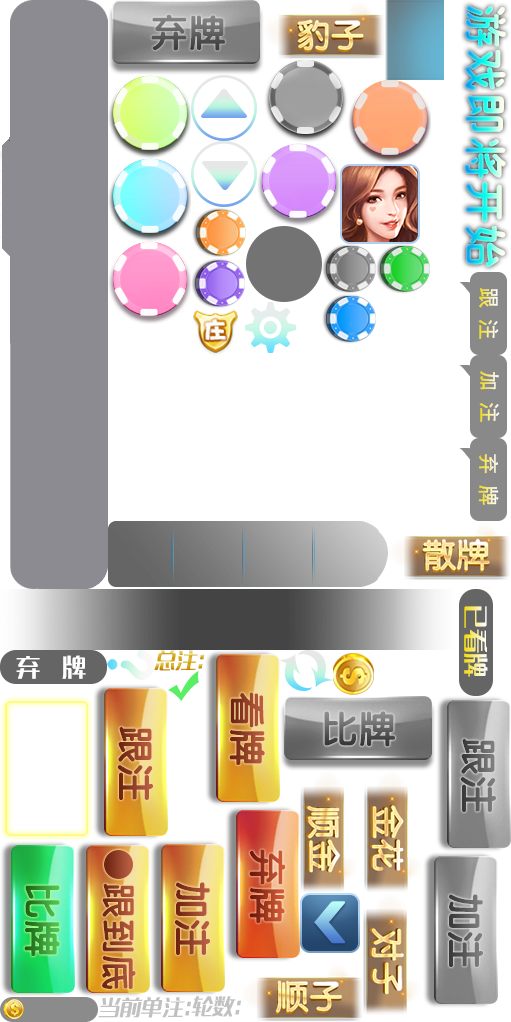 弃牌
豹子
游戏即将开始
庄
跟注
加注
弃牌
散牌
已看牌
弃牌
总注:
看牌
跟注
比牌
跟注
顺金
金花
比牌
跟到底
加注
弃牌
加注
对子
顺子
当前单注:轮数: